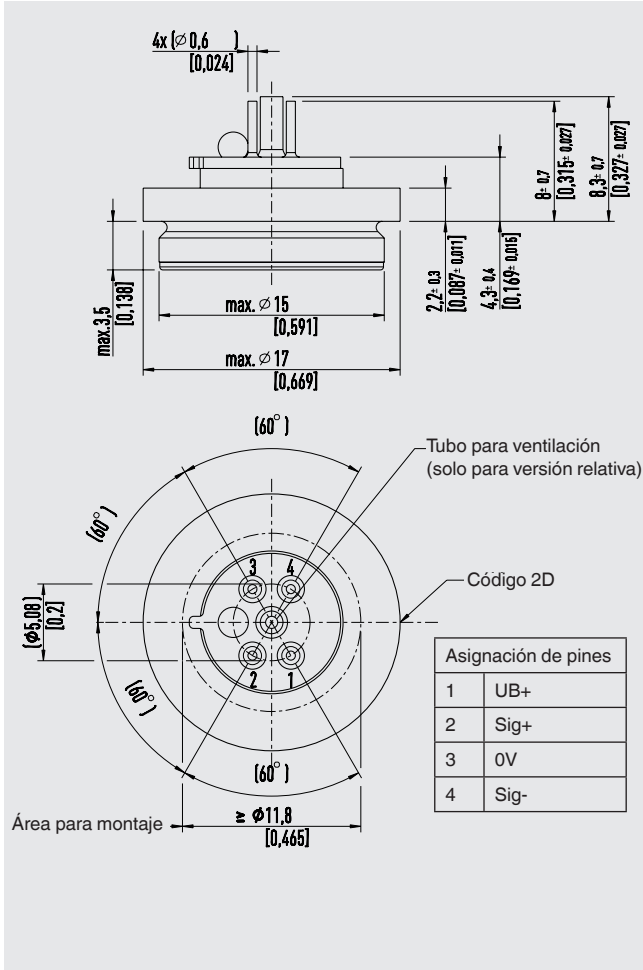 4x (∅ 0,6 )
[0,024]
8± 0,7
[0,315± 0,027]
8,3± 0,7
[0,327± 0,027]
2,2± 0,3
[0,087± 0,011]
4,3± 0,4
[0,169± 0,015]
max.3,5
[0,138]
max. ∅ 15
[0,591]
max. ∅ 17
[0,669]
(60°)
Tubo para ventilación
(solo para versión relativa)
(60°)
3
4
Código 2D
(ϕ5,08)
[0,2]
2
1
Asignación de pines
1 UB+
2 Sig+
3 0V
4 Sig-
(60°)
(60°)
Área para montaje
≥ ϕ11,8
[0,465]